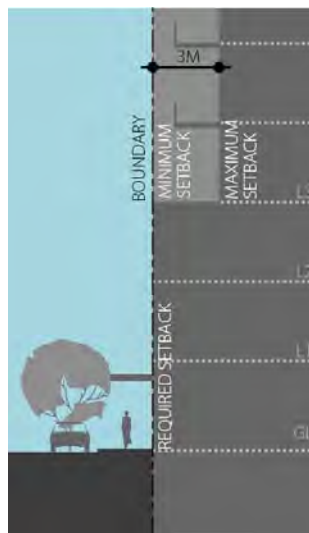 3M
BOUNDARY
MINIMUM
SETBACK
MAXIMUM
SETBACK
L3
L2
L1
REQUIRED SETBACK